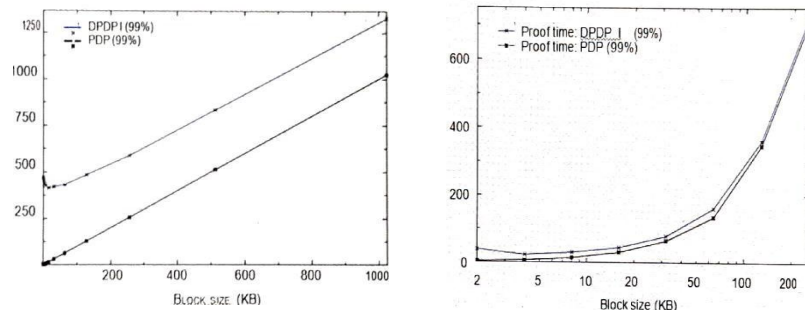 1250
1000
500
500
250
DPDP I (99%)
PDP (99%)
0 200 400 600 800 1000
BLOCK SIZE (KB)
600
400
200
0
Proof time: DPDP_I (99%)
Proof time: PDP (99%)
2 5 10 20 50 100 200
Block size (KB)